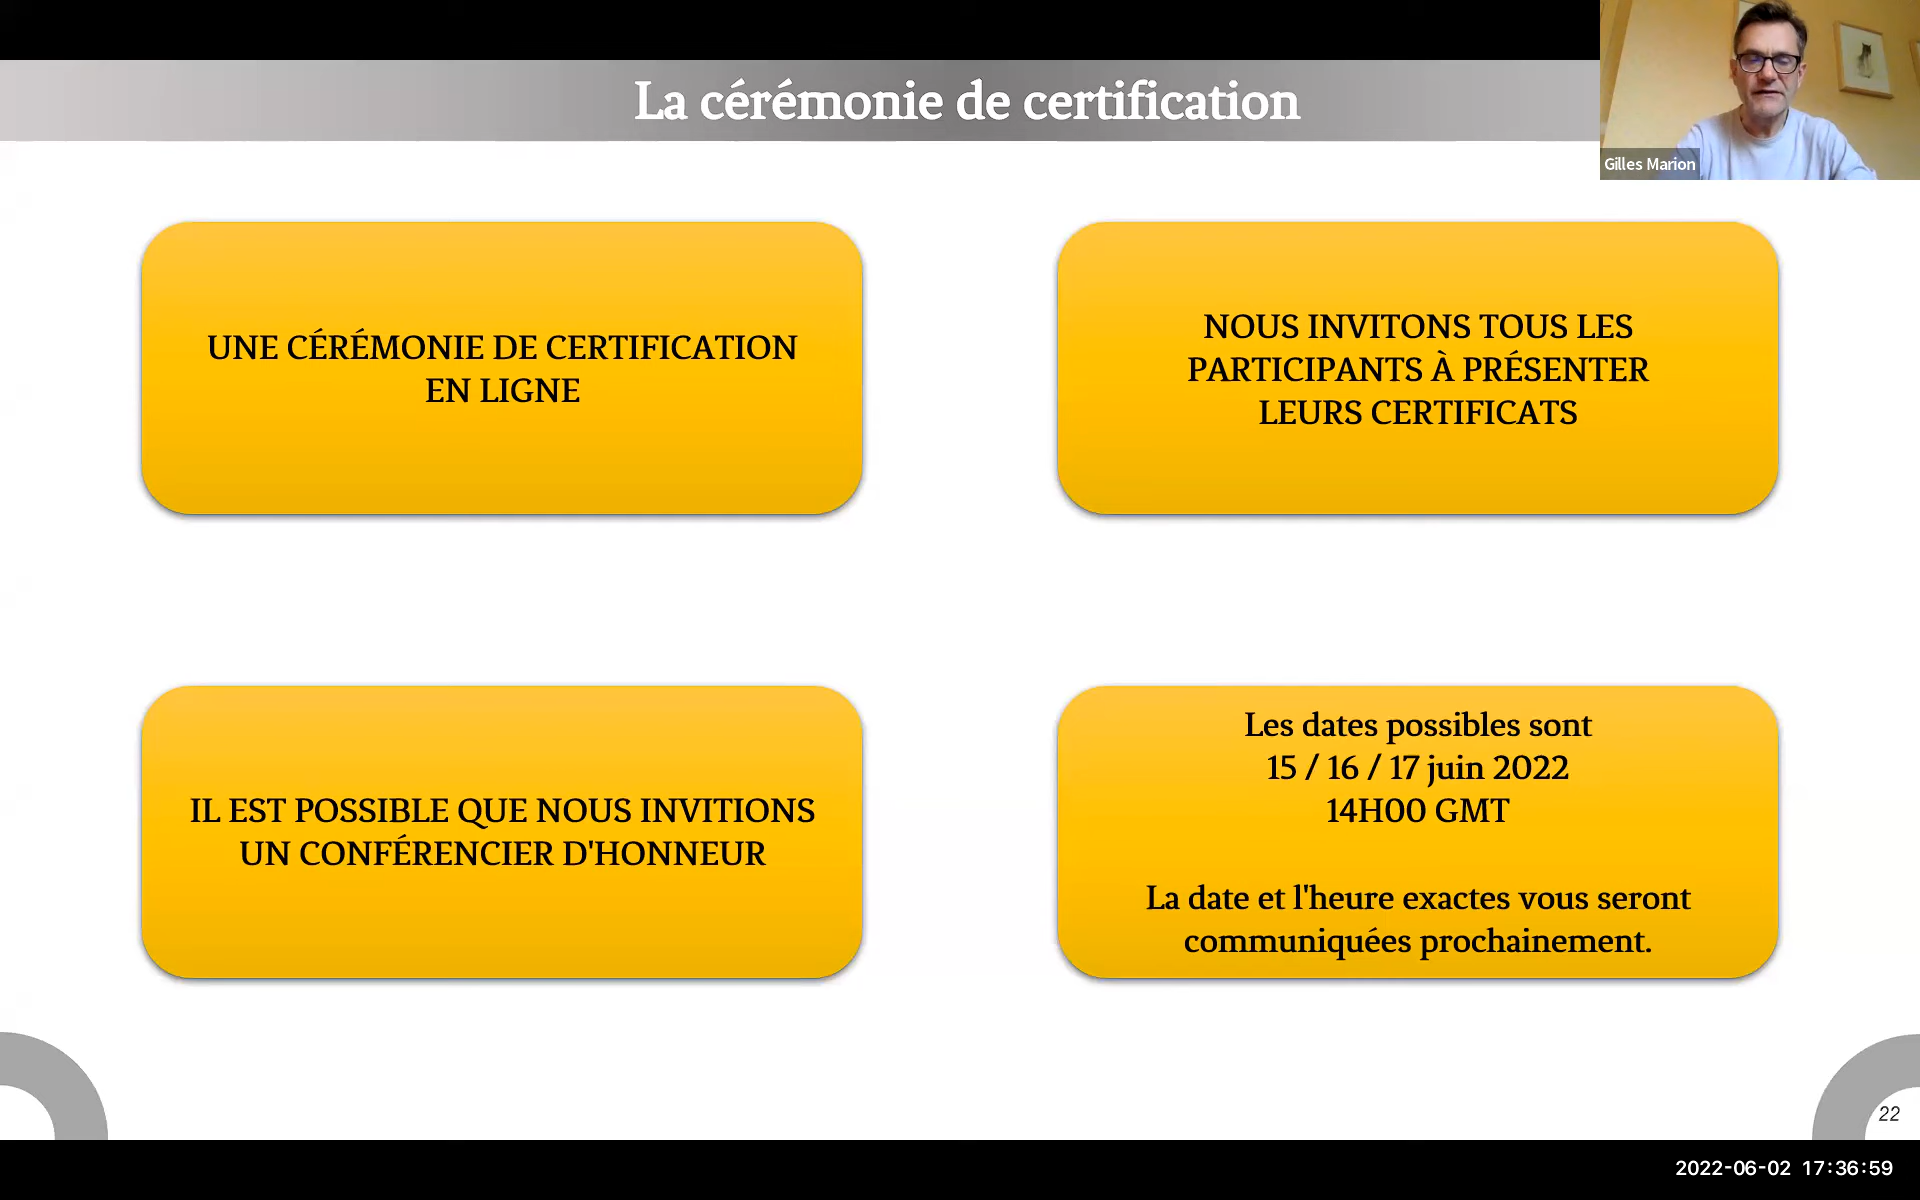 La cérémonie de certification
Gilles Marion
UNE CÉRÉMONIE DE CERTIFICATION
EN LIGNE
NOUS INVITONS TOUS LES
PARTICIPANTS À PRÉSENTER
LEURS CERTIFICATS
IL EST POSSIBLE QUE NOUS INVITIONS
UN CONFÉRENCIER D'HONNEUR
Les dates possibles sont
15 / 16 / 17 juin 2022
14H00 GMT
La date et l'heure exactes vous seront
communiquées prochainement.
22
2022-06-02 17:36:59